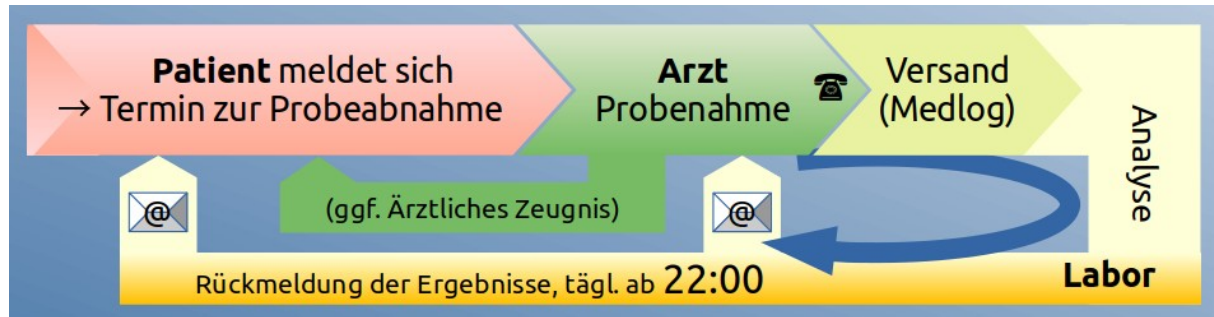 Patient meldet sich
→ Termin zur Probeabnahme
Arzt
Probenahme
☎
Versand
(Medlog)
Analyse
@
(ggf. Ärztliches Zeugnis)
@
Rückmeldung der Ergebnisse, tägl. ab 22:00
Labor